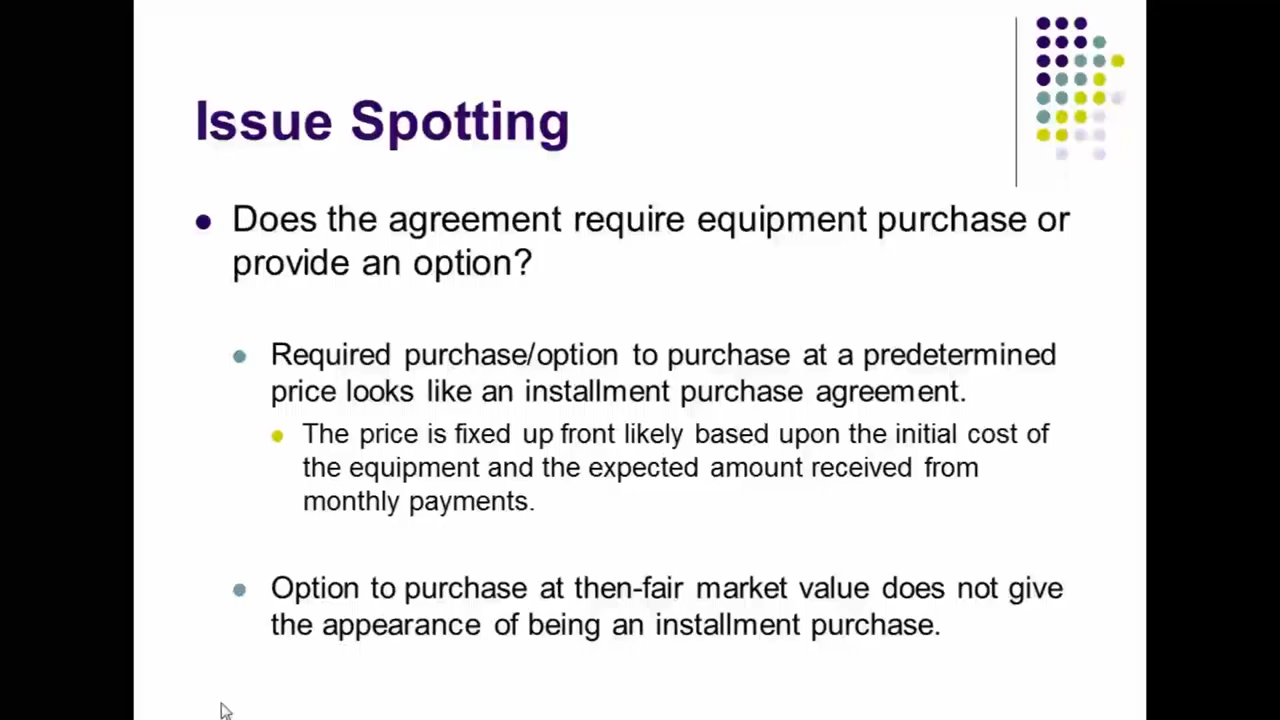 Issue Spotting
Does the agreement require equipment purchase or
provide an option?
Required purchase/option to purchase at a predetermined
price looks like an installment purchase agreement.
The price is fixed up front likely based upon the initial cost of
the equipment and the expected amount received from
monthly payments.
Option to purchase at then-fair market value does not give
the appearance of being an installment purchase.